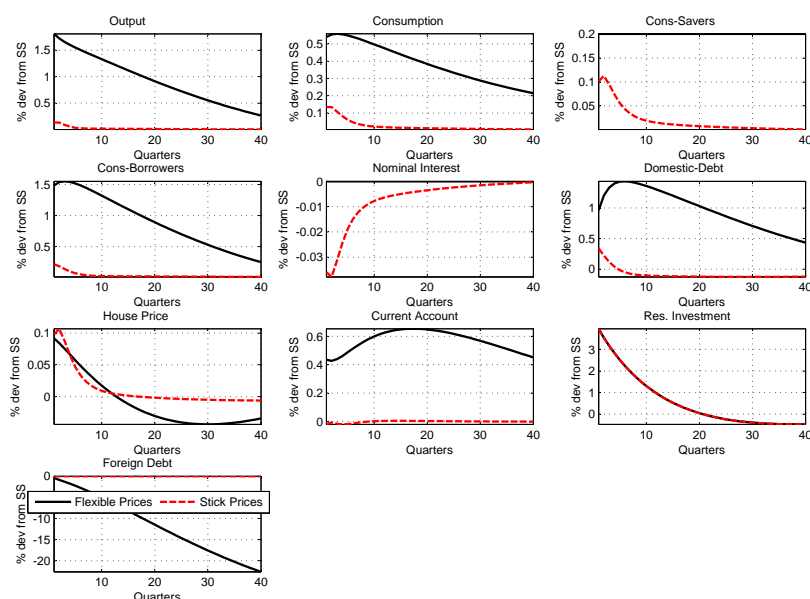 Output
% dev from SS
1.5
1
0.5
10 20 30 40
Quarters
Consumption
% dev from SS
0.5
0.4
0.3
0.2
0.1
10 20 30 40
Quarters
Cons-Savers
% dev from SS
0.2
0.15
0.1
0.05
10 20 30 40
Quarters
Cons-Borrowers
% dev from SS
1.5
1
0.5
10 20 30 40
Quarters
Nominal Interest
% dev from SS
0
-0.01
-0.02
-0.03
10 20 30 40
Quarters
Domestic-Debt
% dev from SS
1
0.5
0
10 20 30 40
Quarters
House Price
% dev from SS
0.1
0.05
0
10 20 30 40
Quarters
Current Account
% dev from SS
0.6
0.4
0.2
0
10 20 30 40
Quarters
Res. Investment
% dev from SS
3
2
1
0
10 20 30 40
Quarters
Foreign Debt
% dev from SS
0
-10
-15
-20
10 20 30 40
Quarters
Flexible Prices
Stick Prices